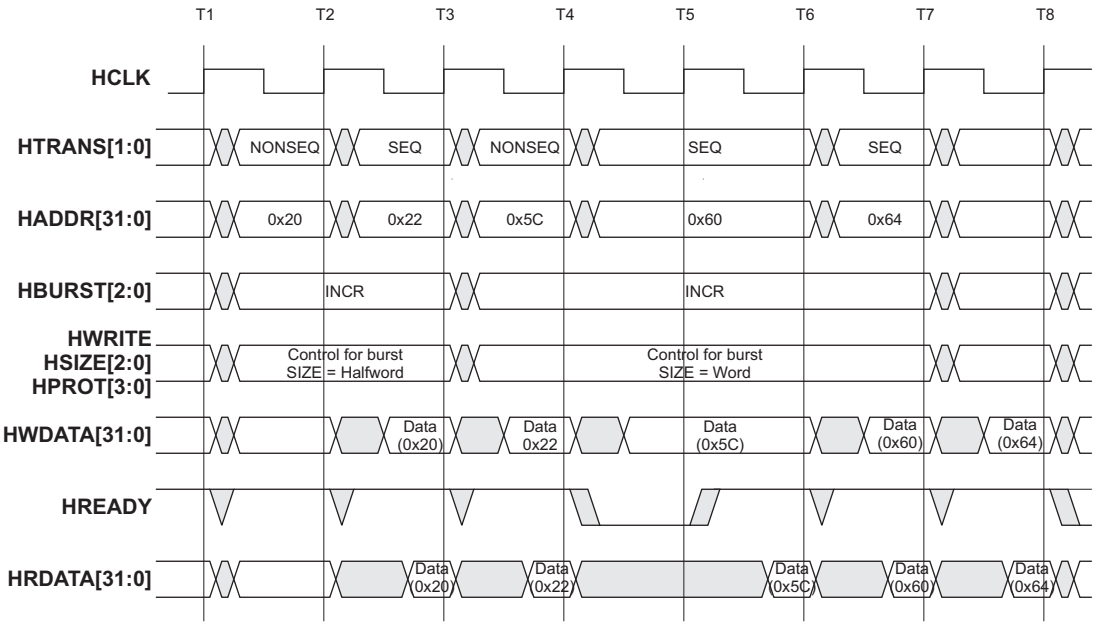 T1 T2 T3 T4 T5 T6 T7 T8
HCLK
HTRANS[1:0] NONSEQ SEQ NONSEQ SEQ SEQ
HADDR[31:0] 0x20 0x22 0x5C 0x60 0x64
HBURST[2:0] INCR INCR
HWRITE
HSIZE[2:0]
HPROT[3:0]
Control for burst
SIZE = Halfword
Control for burst
SIZE = Word
HWDATA[31:0]
Data
(0x20)
Data
0x22
Data
(0x5C)
Data
(0x60)
Data
(0x64)
HREADY
HRDATA[31:0]
Data
(0x20)
Data
(0x22)
Data
(0x5C)
Data
(0x60)
Data
(0x64)